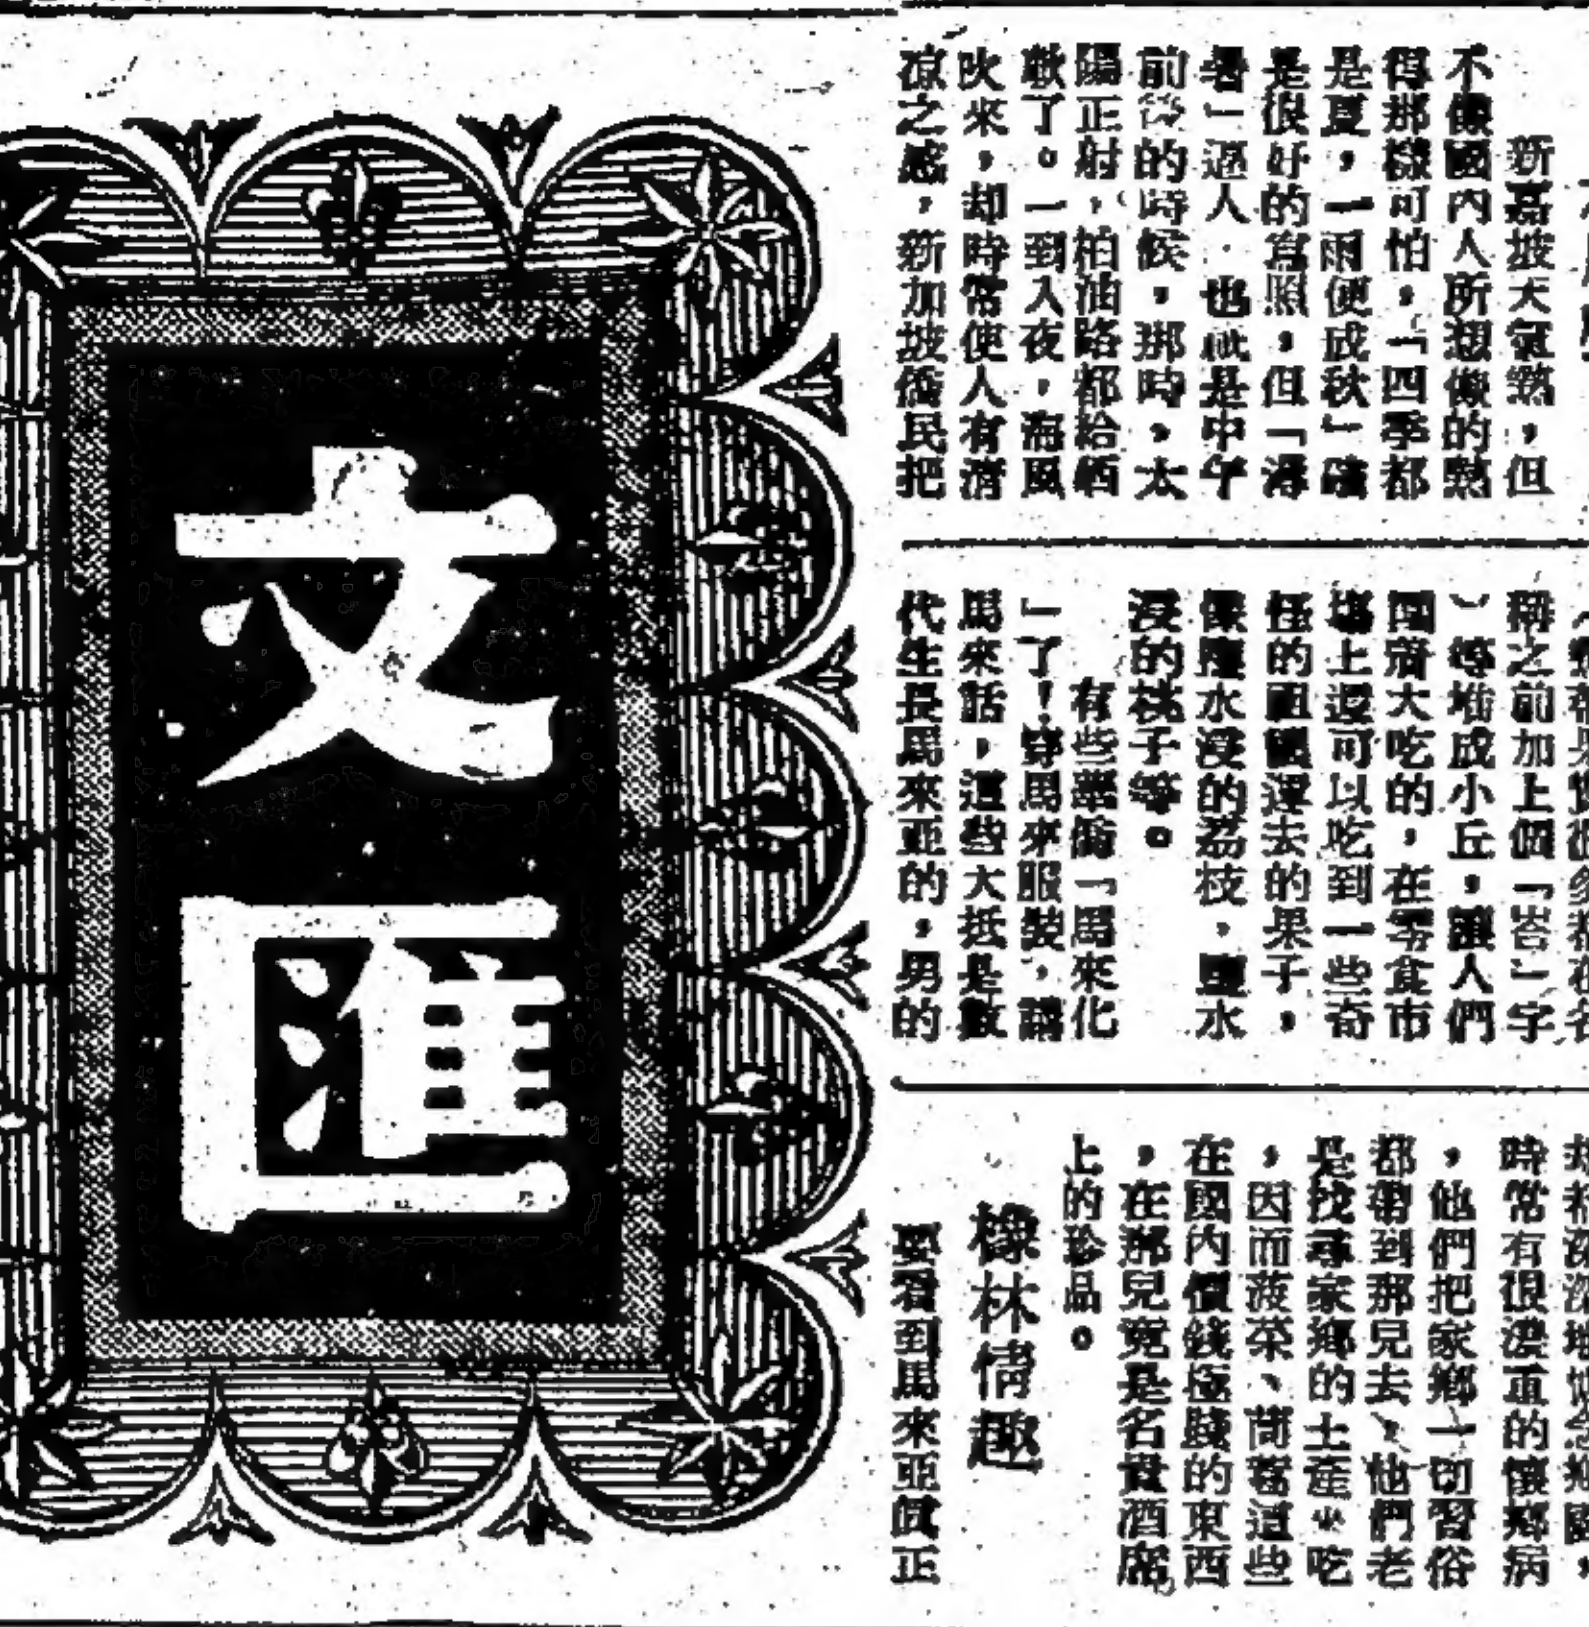 新嘉坡天氣熱，但
不像國內人所想像的熱
得那樣可怕，「四季都
是夏，一雨便成秋」確
是很好的寫照，但「溽
暑」逼人．也就是中午
前後的時候，那時，太
陽正射，柏油路都給晒
軟了。一到入夜，海風
吹來，却時常使人有清
凉之感，新加坡僑民把
稱之前加上個「峇」字
）等堆成小丘，讓人們
大吃的，在零食市
場上還可以吃到一些奇
怪的祖國運去的果子，
像鹽水浸的荔枝，鹽水
浸的桃子等。
有些華僑「馬來化
」了！穿馬來服裝，講
馬來話，這些大抵是數
代生長馬來亞的，男的
時常有很濃重的懷鄉病
，他們把家鄉一切習俗
都帶到那兒去，他們老
是找尋家鄉的土產來吃
，因而菠菜、茼蒿這些
在國內價錢極賤的東西
，在那兒竟是名貴酒席
上的珍品。
橡林情趣
要看到馬來亞真正
文匯